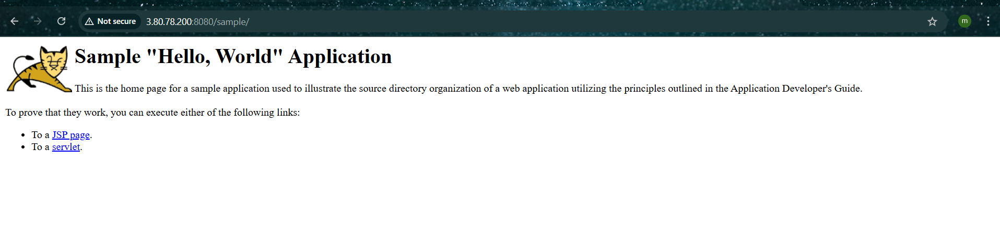 Not secure 3.80.78.200:8080/sample/ m
Sample "Hello, World" Application
This is the home page for a sample application used to illustrate the source directory organization of a web application utilizing the principles outlined in the Application Developer's Guide.
To prove that they work, you can execute either of the following links:
• To a JSP page.
• To a servlet.